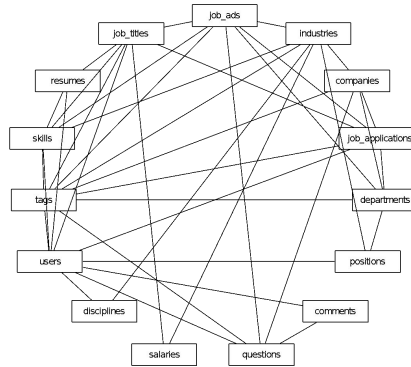 job_ads
job_titles
industries
resumes
companies
skills
job_applications
tags
departments
users
positions
disciplines
comments
salaries
questions